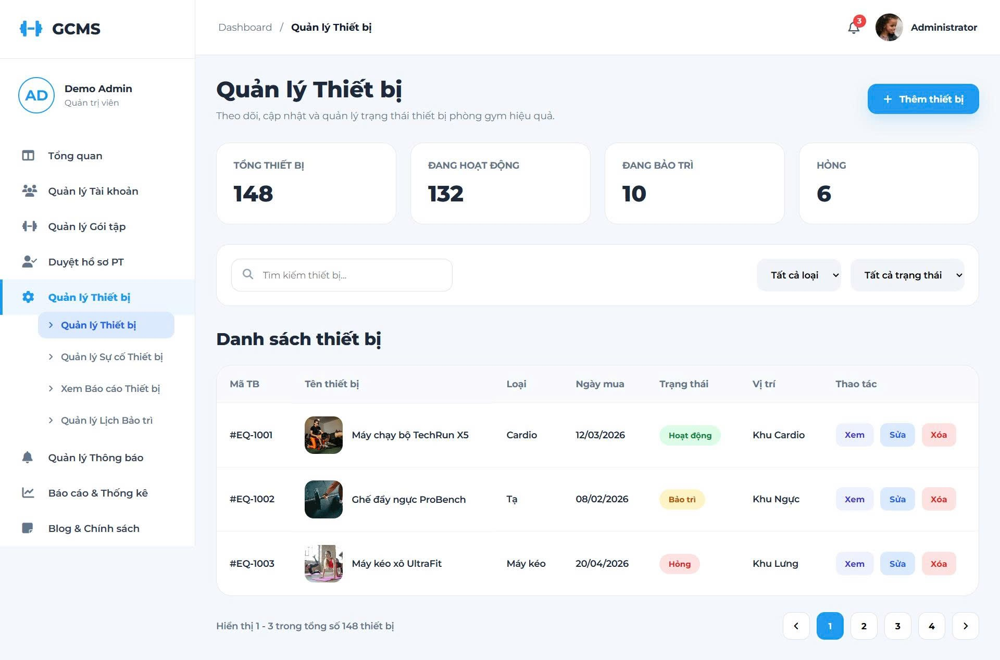 GCMS
Dashboard / Quản lý Thiết bị
3
Administrator
AD
Demo Admin
Quản trị viên
Tổng quan
Quản lý Tài khoản
Quản lý Gói tập
Duyệt hồ sơ PT
Quản lý Thiết bị
Quản lý Thiết bị
Quản lý Sự cố Thiết bị
Xem Báo cáo Thiết bị
Quản lý Lịch Bảo trì
Quản lý Thông báo
Báo cáo & Thống kê
Blog & Chính sách
Quản lý Thiết bị
Theo dõi, cập nhật và quản lý trạng thái thiết bị phòng gym hiệu quả.
+ Thêm thiết bị
TỔNG THIẾT BỊ
148
ĐANG HOẠT ĐỘNG
132
ĐANG BẢO TRÌ
10
HỎNG
6
Tìm kiếm thiết bị...
Tất cả loại
Tất cả trạng thái
Danh sách thiết bị
Mã TB Tên thiết bị Loại Ngày mua Trạng thái Vị trí Thao tác
#EQ-1001 Máy chạy bộ TechRun X5 Cardio 12/03/2026 Hoạt động Khu Cardio Xem Sửa Xóa
#EQ-1002 Ghế đẩy ngực ProBench Tạ 08/02/2026 Bảo trì Khu Ngực Xem Sửa Xóa
#EQ-1003 Máy kéo xô UltraFit Máy kéo 20/04/2026 Hỏng Khu Lưng Xem Sửa Xóa
Hiển thị 1 - 3 trong tổng số 148 thiết bị
1 2 3 4